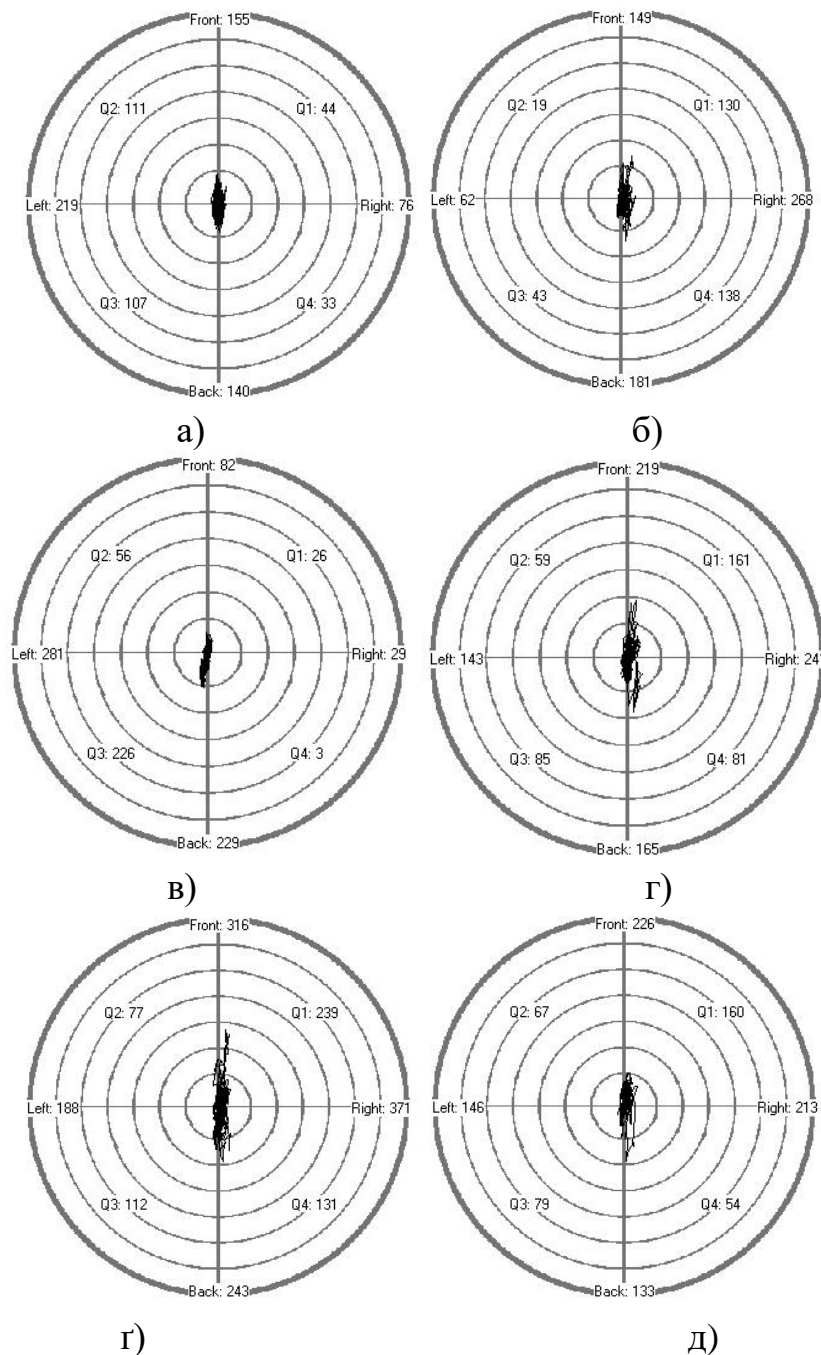 Front: 155
Q2: 111 Q1: 44
Left: 219 Right: 76
Q3: 107 Q4: 33
Back: 140
а)
Front: 149
Q2: 19 Q1: 130
Left: 62 Right: 268
Q3: 43 Q4: 138
Back: 181
б)
Front: 82
Q2: 56 Q1: 26
Left: 281 Right: 29
Q3: 226 Q4: 3
Back: 229
в)
Front: 219
Q2: 59 Q1: 161
Left: 143 Right:
Q3: 85 Q4: 81
Back: 165
г)
Front: 316
Q2: 77 Q1: 239
Left: 188 Right: 371
Q3: 112 Q4: 131
Back: 243
ґ)
Front: 226
Q2: 67 Q1: 160
Left: 146 Right: 213
Q3: 79 Q4: 54
Back: 133
д)